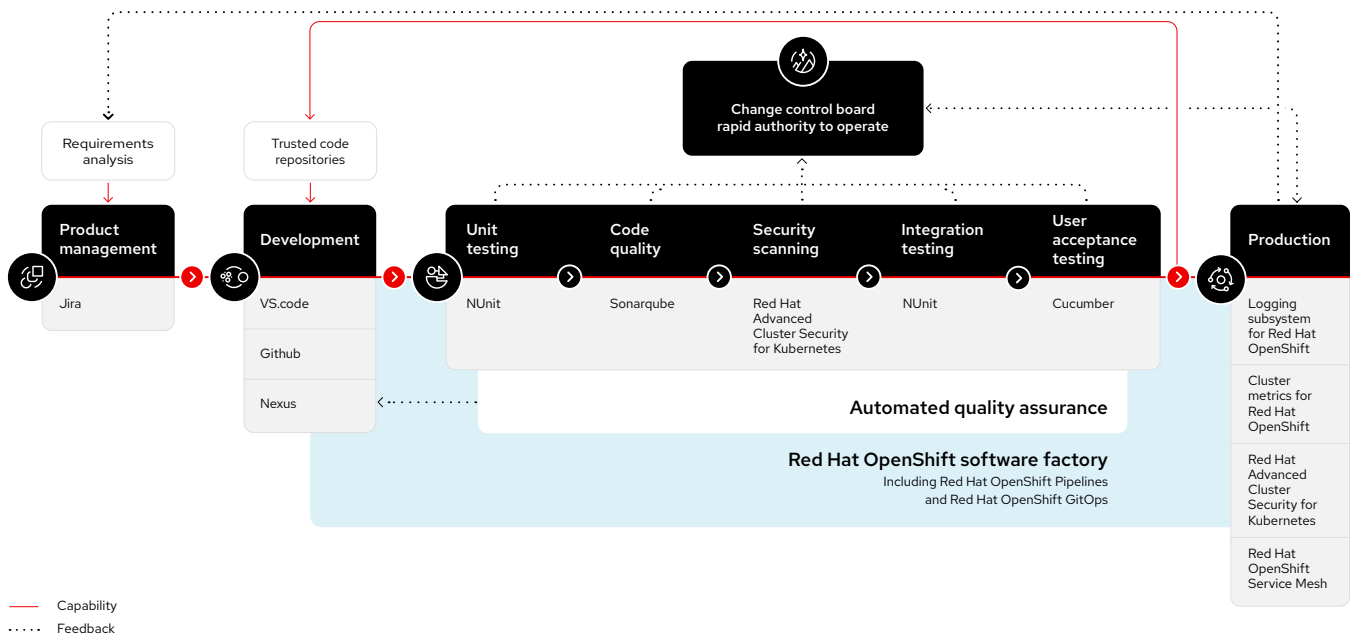 Change control board
rapid authority to operate
Requirements
analysis
Trusted code
repositories
Product
management
Jira
Development
VS.code
Github
Nexus
Unit
testing
NUnit
Code
quality
Sonarqube
Security
scanning
Red Hat
Advanced
Cluster Security
for Kubernetes
Integration
testing
NUnit
User
acceptance
testing
Cucumber
Production
Logging
subsystem
for Red Hat
OpenShift
Cluster
metrics for
Red Hat
OpenShift
Red Hat
Advanced
Cluster
Security for
Kubernetes
Red Hat
OpenShift
Service Mesh
Automated quality assurance
Red Hat OpenShift software factory
Including Red Hat OpenShift Pipelines
and Red Hat OpenShift GitOps
Capability
Feedback